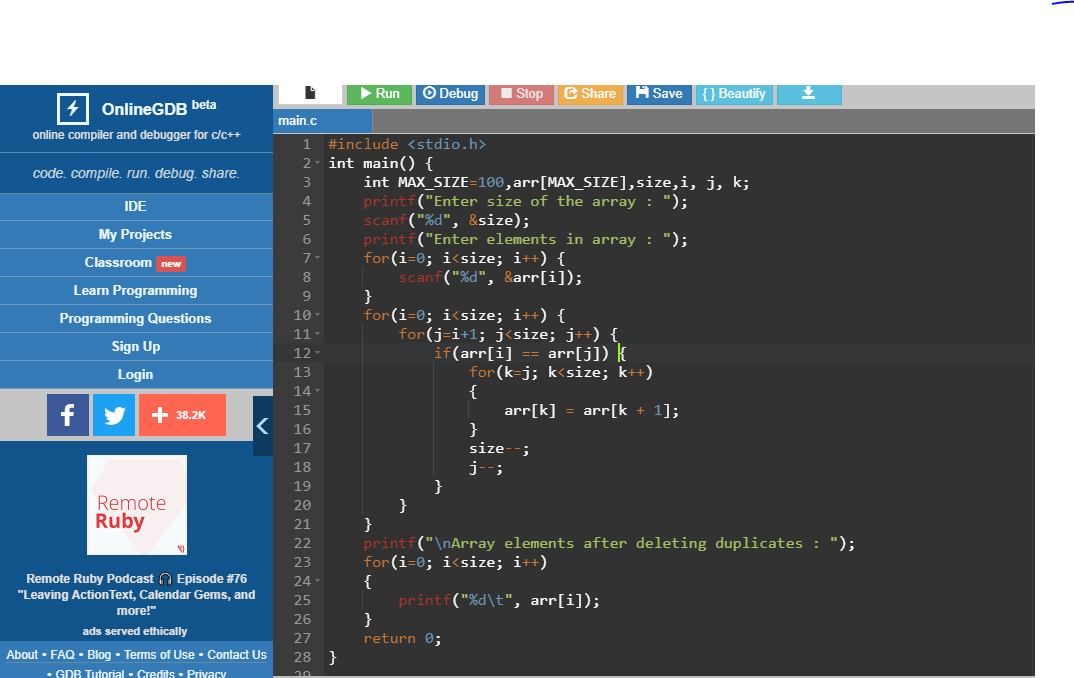 OnlineGDB beta
online compiler and debugger for c/c++
code. compile. run. debug. share.
IDE
My Projects
Classroom new
Learn Programming
Programming Questions
Sign Up
Login
38.2K
Remote
Ruby
Remote Ruby Podcast 🎧 Episode #76
"Leaving ActionText, Calendar Gems, and
more!"
ads served ethically
About • FAQ • Blog • Terms of Use • Contact Us
• GDB Tutorial • Credits • Privacy
Run Debug Stop Share Save { } Beautify
main.c
1 #include <stdio.h>
2 int main() {
3 int MAX_SIZE=100,arr[MAX_SIZE],size,i, j, k;
4 printf("Enter size of the array : ");
5 scanf("%d", &size);
6 printf("Enter elements in array : ");
7 for(i=0; i<size; i++) {
8 scanf("%d", &arr[i]);
9 }
10 for(i=0; i<size; i++) {
11 for(j=i+1; j<size; j++) {
12 if(arr[i] == arr[j]) {
13 for(k=j; k<size; k++)
14 {
15 arr[k] = arr[k + 1];
16 }
17 size--;
18 j--;
19 }
20 }
21 }
22 printf("\nArray elements after deleting duplicates : ");
23 for(i=0; i<size; i++)
24 {
25 printf("%d\t", arr[i]);
26 }
27 return 0;
28 }
29